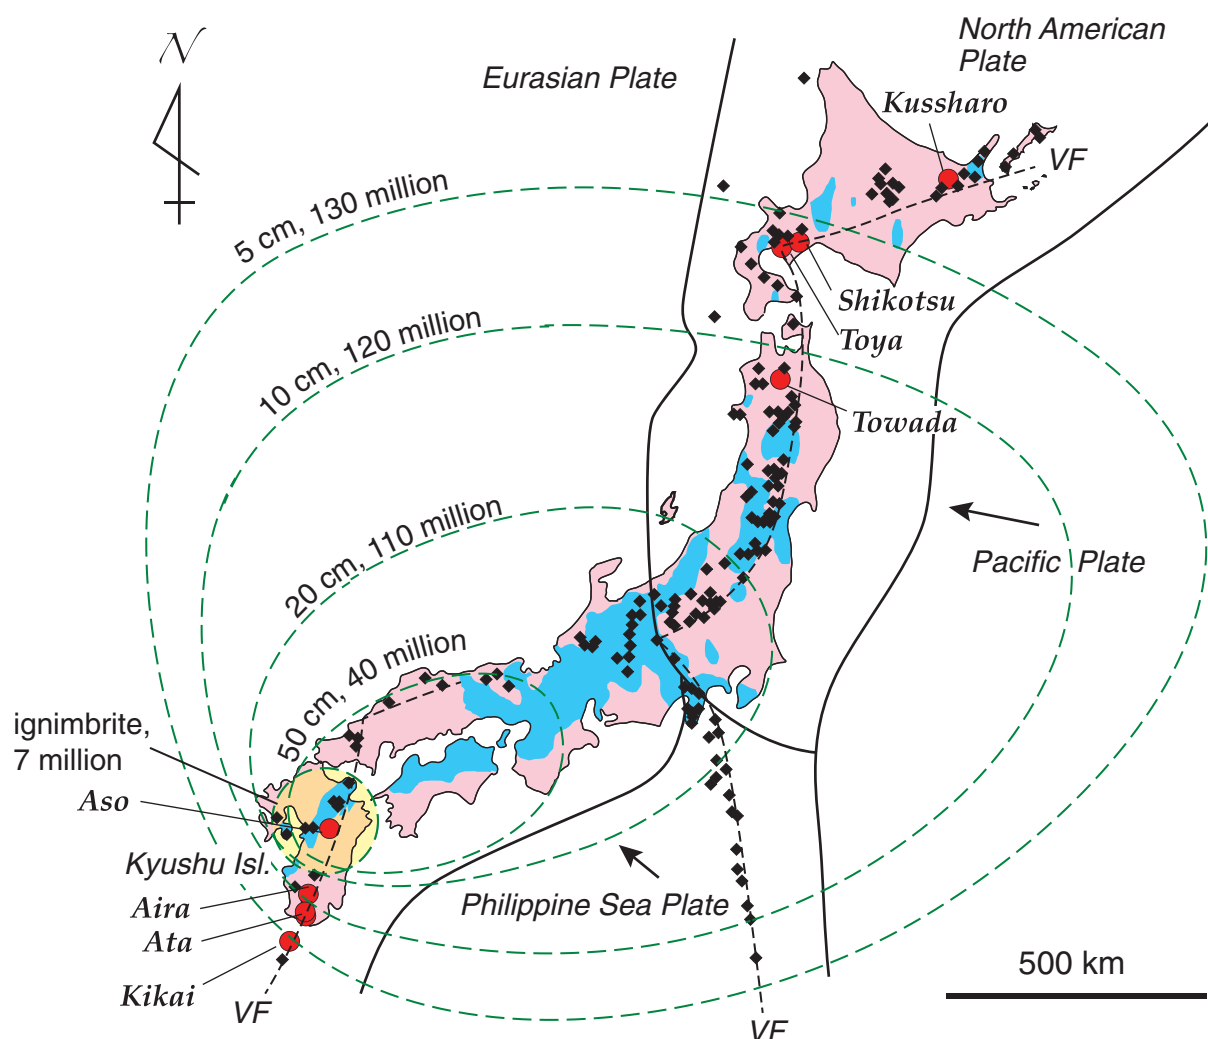 N
North American
Plate
Eurasian Plate
Kussharo
VF
5 cm, 130 million
Shikotsu
Toya
10 cm, 120 million
Towada
20 cm, 110 million
Pacific Plate
50 cm, 40 million
ignimbrite,
7 million
Aso
Kyushu Isl.
Aira
Philippine Sea Plate
Ata
500 km
Kikai
VF
VF